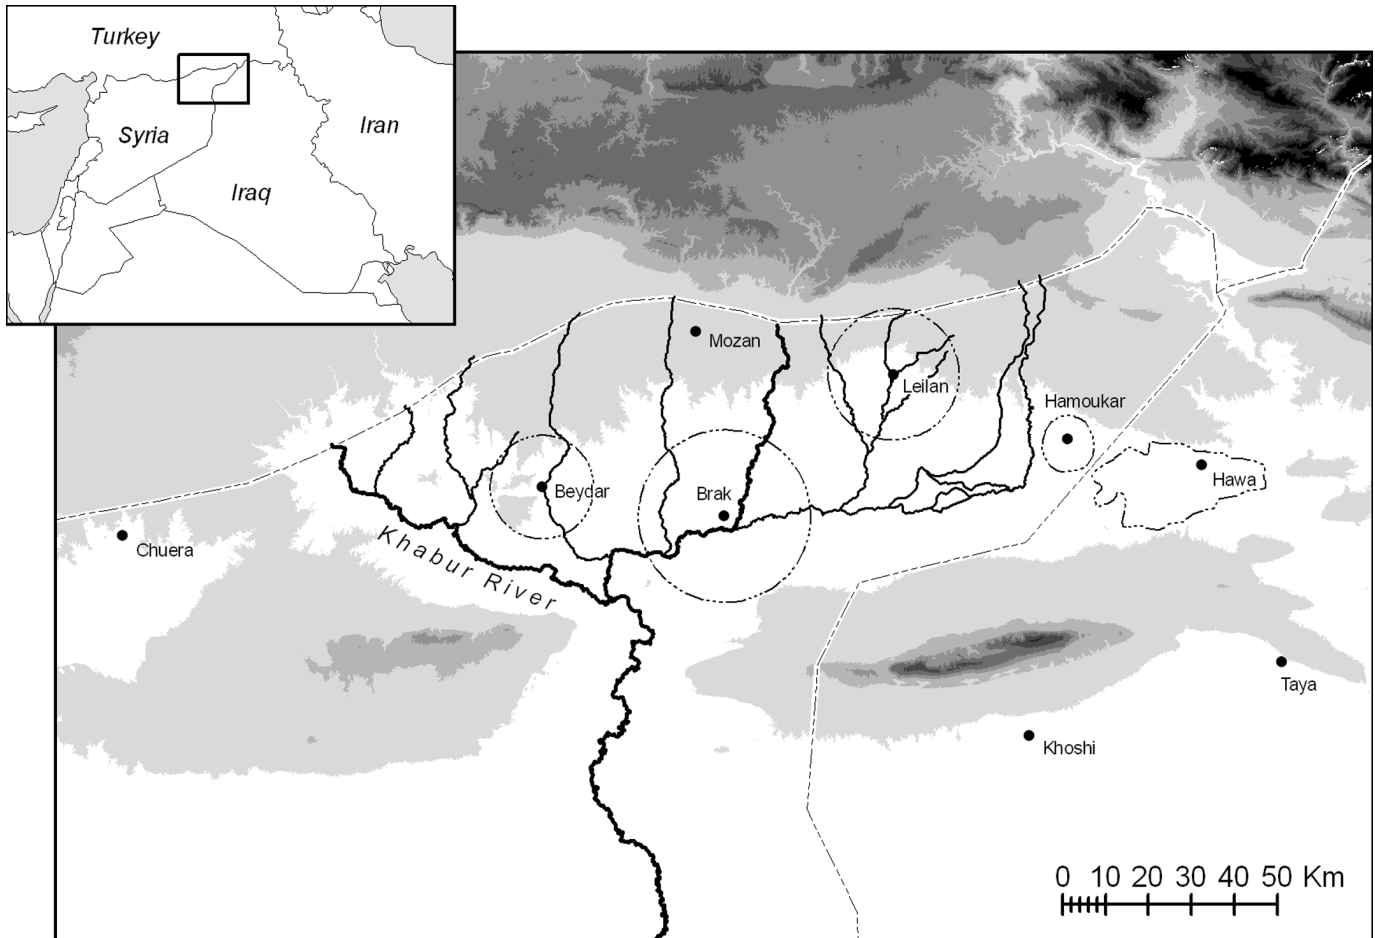 Turkey
Syria
Iran
Iraq
Mozan
Leilan
Hamoukar
Hawa
Beydar
Brak
Chuera
Khabur River
Taya
Khoshi
0 10 20 30 40 50 Km